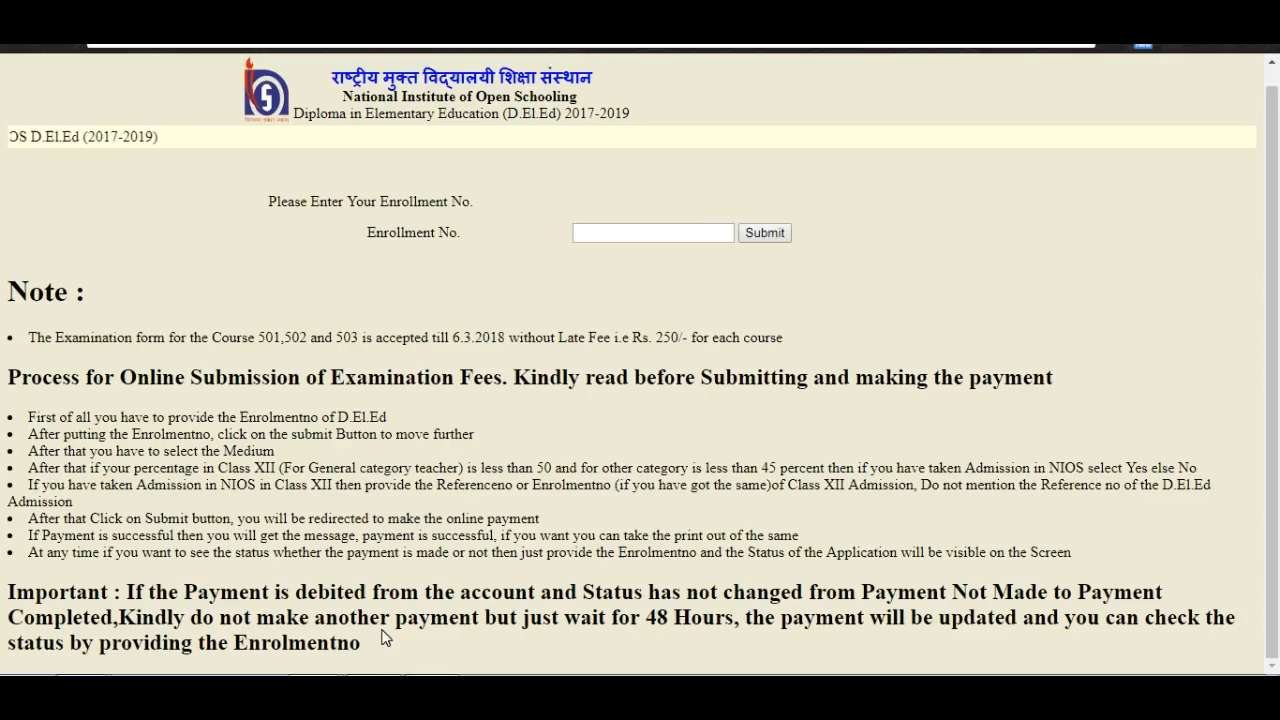 राष्ट्रीय मुक्त विद्यालयी शिक्षा संस्थान
National Institute of Open Schooling
Diploma in Elementary Education (D.El.Ed) 2017-2019
OS D.El.Ed (2017-2019)
Please Enter Your Enrollment No.
Enrollment No. Submit
Note :
• The Examination form for the Course 501,502 and 503 is accepted till 6.3.2018 without Late Fee i.e Rs. 250/- for each course
Process for Online Submission of Examination Fees. Kindly read before Submitting and making the payment
• First of all you have to provide the Enrolmentno of D.El.Ed
• After putting the Enrolmentno, click on the submit Button to move further
• After that you have to select the Medium
• After that if your percentage in Class XII (For General category teacher) is less than 50 and for other category is less than 45 percent then if you have taken Admission in NIOS select Yes else No
• If you have taken Admission in NIOS in Class XII then provide the Referenceno or Enrolmentno (if you have got the same)of Class XII Admission, Do not mention the Reference no of the D.El.Ed
Admission
• After that Click on Submit button, you will be redirected to make the online payment
• If Payment is successful then you will get the message, payment is successful, if you want you can take the print out of the same
• At any time if you want to see the status whether the payment is made or not then just provide the Enrolmentno and the Status of the Application will be visible on the Screen
Important : If the Payment is debited from the account and Status has not changed from Payment Not Made to Payment
Completed,Kindly do not make another payment but just wait for 48 Hours, the payment will be updated and you can check the
status by providing the Enrolmentno